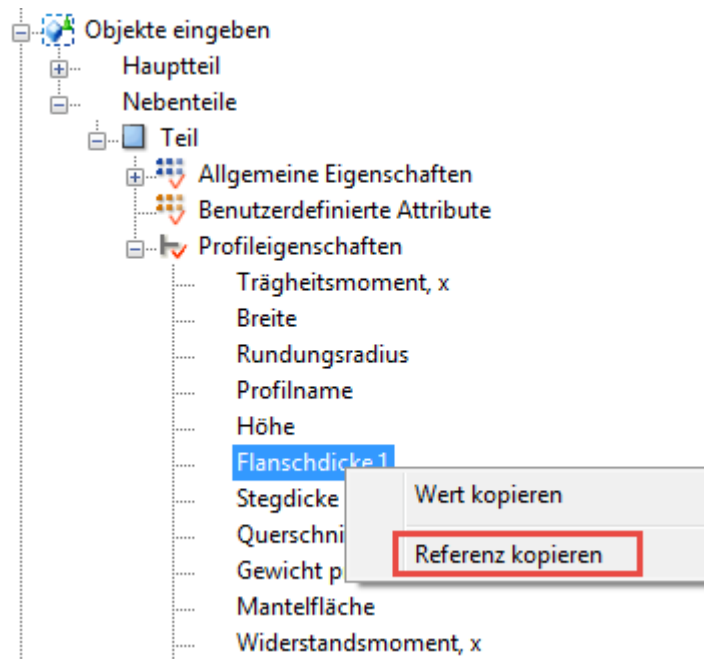 Objekte eingeben
Hauptteil
Nebenteile
Teil
Allgemeine Eigenschaften
Benutzerdefinierte Attribute
Profileigenschaften
Trägheitsmoment, x
Breite
Rundungsradius
Profilname
Höhe
Flanschdicke 1
Stegdicke
Wert kopieren
Gewicht
Referenz kopieren
Mantelfläche
Widerstandsmoment, x